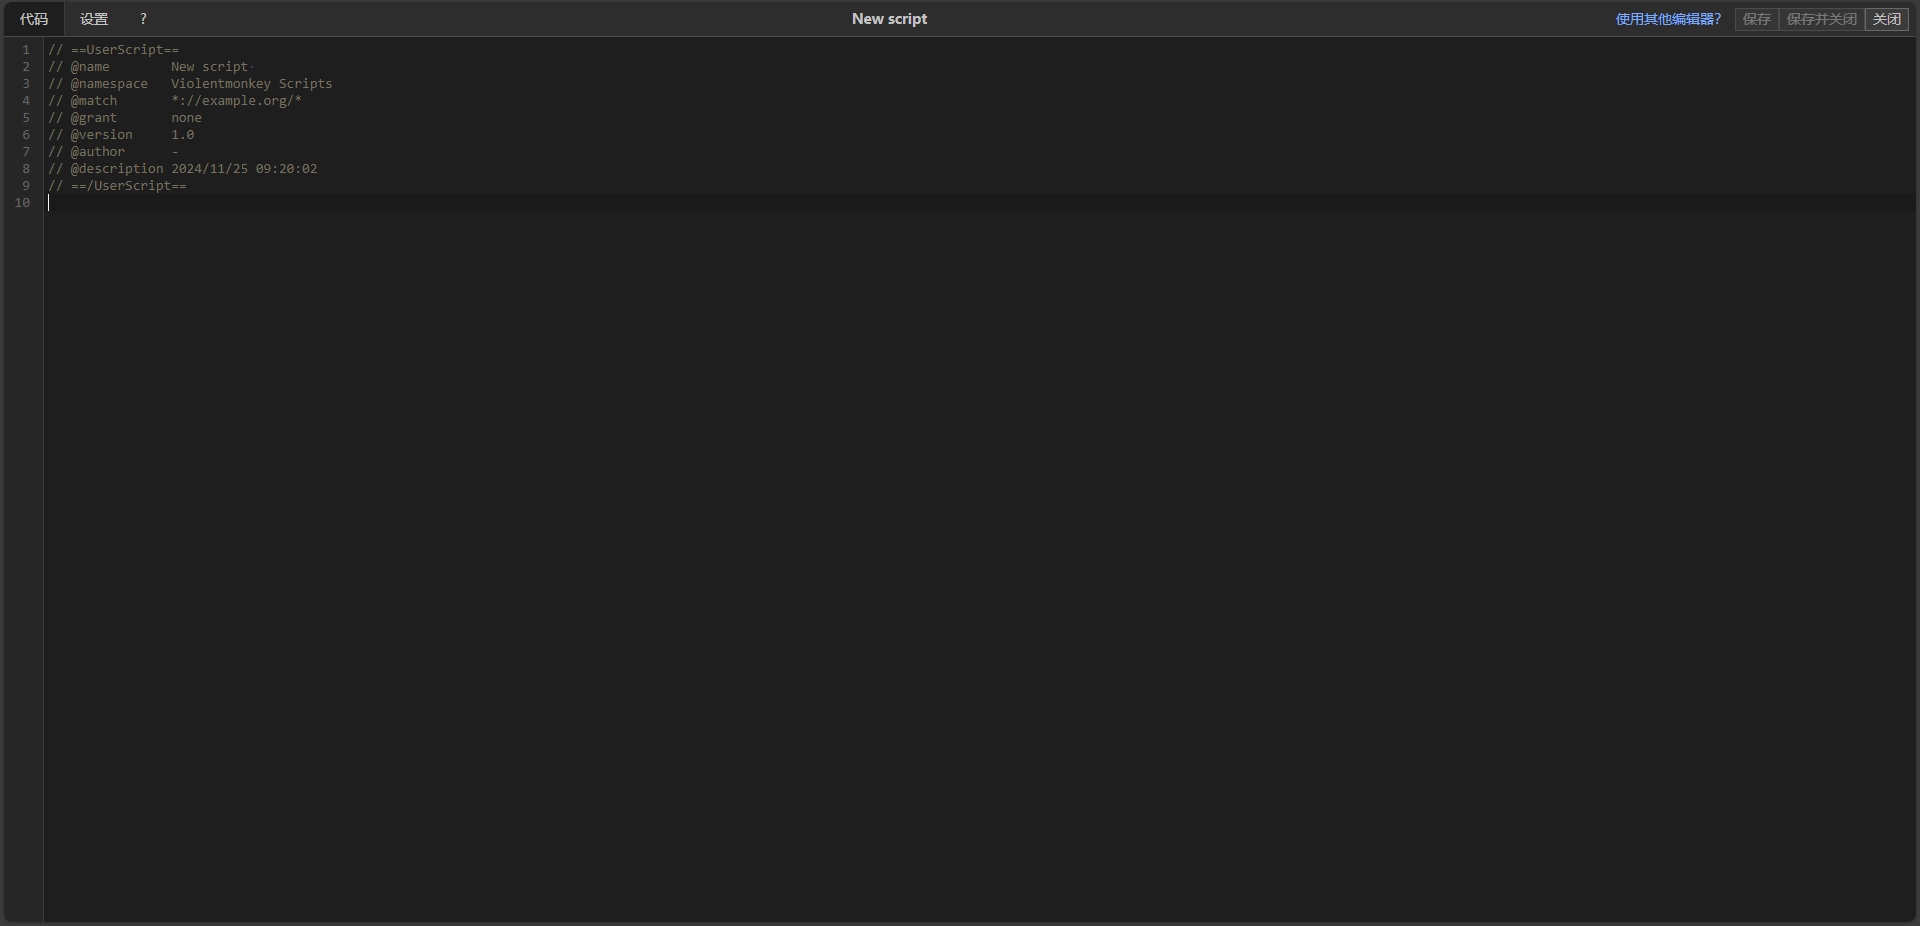 代码 设置 ? New script 使用其他编辑器? 保存 保存并关闭 关闭
1 // ==UserScript==
2 // @name        New script
3 // @namespace   Violentmonkey Scripts
4 // @match       *://example.org/*
5 // @grant       none
6 // @version     1.0
7 // @author      -
8 // @description 2024/11/25 09:20:02
9 // ==/UserScript==
10